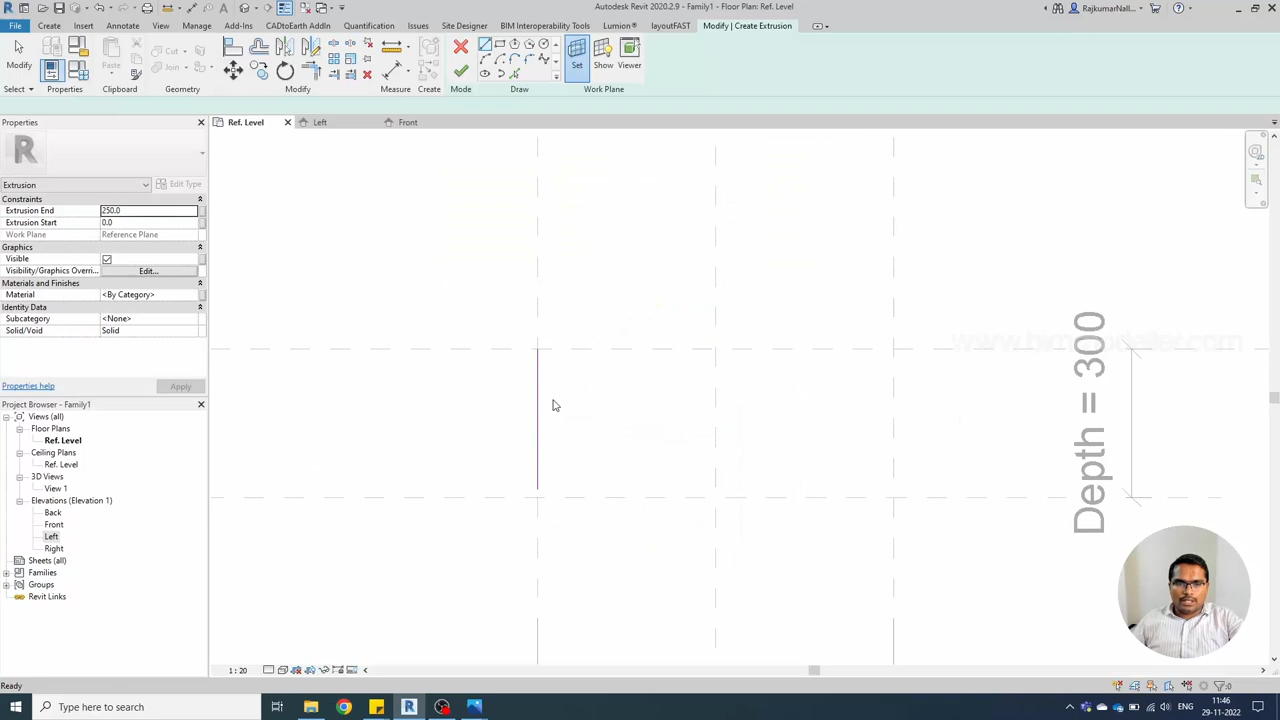 Autodesk Revit 2020.2.9 - Family1 - Floor Plan: Ref. Level
RajkumarNall...
File Create Insert Annotate View Manage Add-Ins CADtoEarth AddIn Quantification Issues Site Designer BIM Interoperability Tools Lumion® layoutFAST Modify | Create Extrusion
Modify Paste Cut Join Set Show Viewer
Select Properties Clipboard Geometry Modify Measure Create Mode Draw Work Plane
Properties
Ref. Level
Left
Front
Extrusion
Edit Type
Constraints
Extrusion End 250.0
Extrusion Start 0.0
Work Plane Reference Plane
Graphics
Visible
Visibility/Graphics Overri... Edit...
Materials and Finishes
Material <By Category>
Identity Data
Subcategory <None>
Solid/Void Solid
Properties help
Apply
Project Browser - Family1
Views (all)
Floor Plans
Ref. Level
Ceiling Plans
Ref. Level
3D Views
View 1
Elevations (Elevation 1)
Back
Front
Left
Right
Sheets (all)
Families
Groups
Revit Links
Depth = 300
1 : 20
Ready
:0
Type here to search
ENG
11:46
29-11-2022